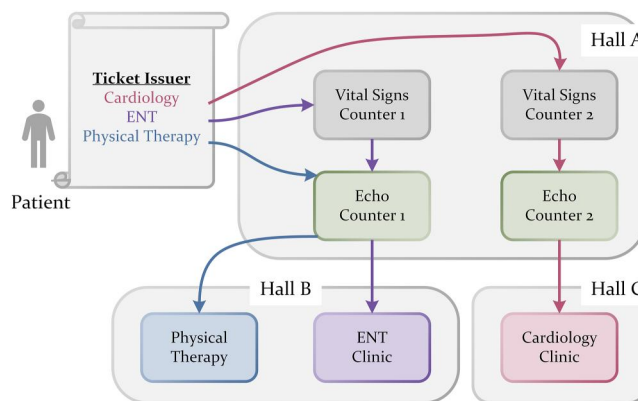 Hall A
Ticket Issuer
Cardiology
ENT
Physical Therapy
Patient
Vital Signs
Counter 1
Vital Signs
Counter 2
Echo
Counter 1
Echo
Counter 2
Hall B
Hall C
Physical
Therapy
ENT
Clinic
Cardiology
Clinic